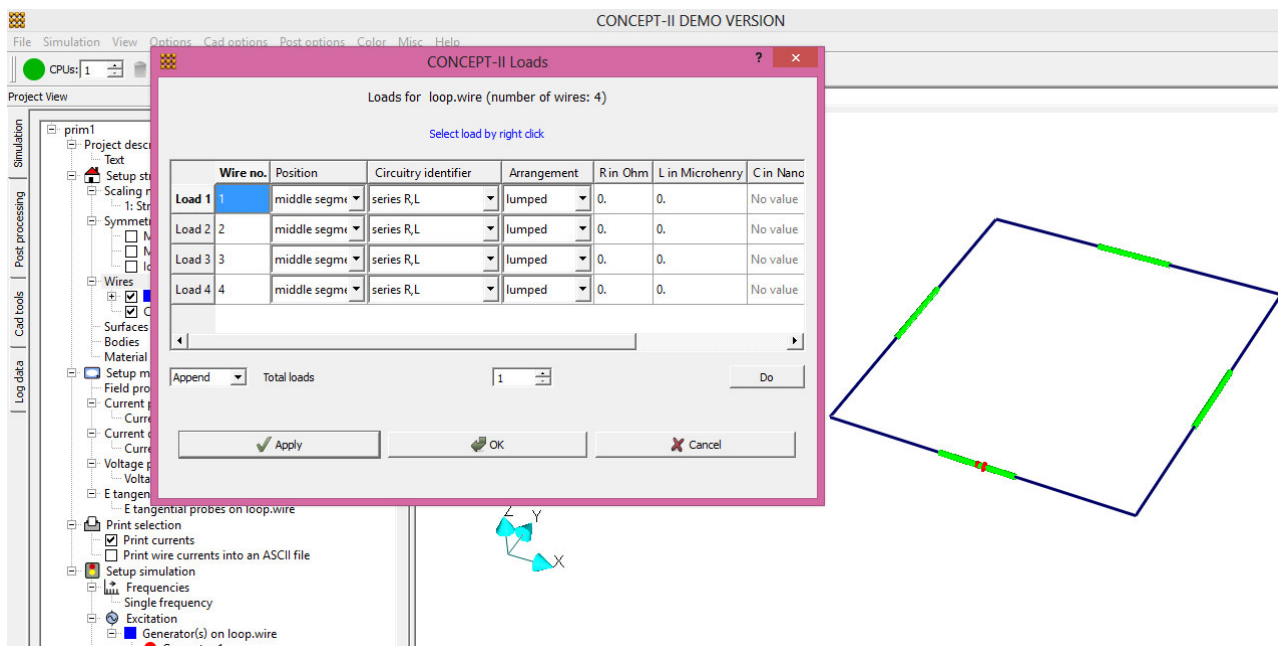 CONCEPT-II DEMO VERSION
File Simulation View Options Cad options Post options Color Misc Help
CPUs: 1
Project View
Simulation
Post processing
Cad tools
Log data
prim1
Project descr
Text
Setup str
Scaling
1: Str
Symmet
Wires
Surfaces
Bodies
Material
Setup m
Field pro
Current p
Curre
Current
Curre
Voltage p
Volta
E tangen
E tangential probes on loop.wire
Print selection
Print currents
Print wire currents into an ASCII file
Setup simulation
Frequencies
Single frequency
Excitation
Generator(s) on loop.wire
CONCEPT-II Loads
? ×
Loads for loop.wire (number of wires: 4)
Select load by right click
Wire no. Position Circuitry identifier Arrangement R in Ohm L in Microhenry C in Nano
Load 1 1 middle segme series R,L lumped 0. 0. No value
Load 2 2 middle segme series R,L lumped 0. 0. No value
Load 3 3 middle segme series R,L lumped 0. 0. No value
Load 4 4 middle segme series R,L lumped 0. 0. No value
Append Total loads 1 Do
Apply OK Cancel
Z Y
X